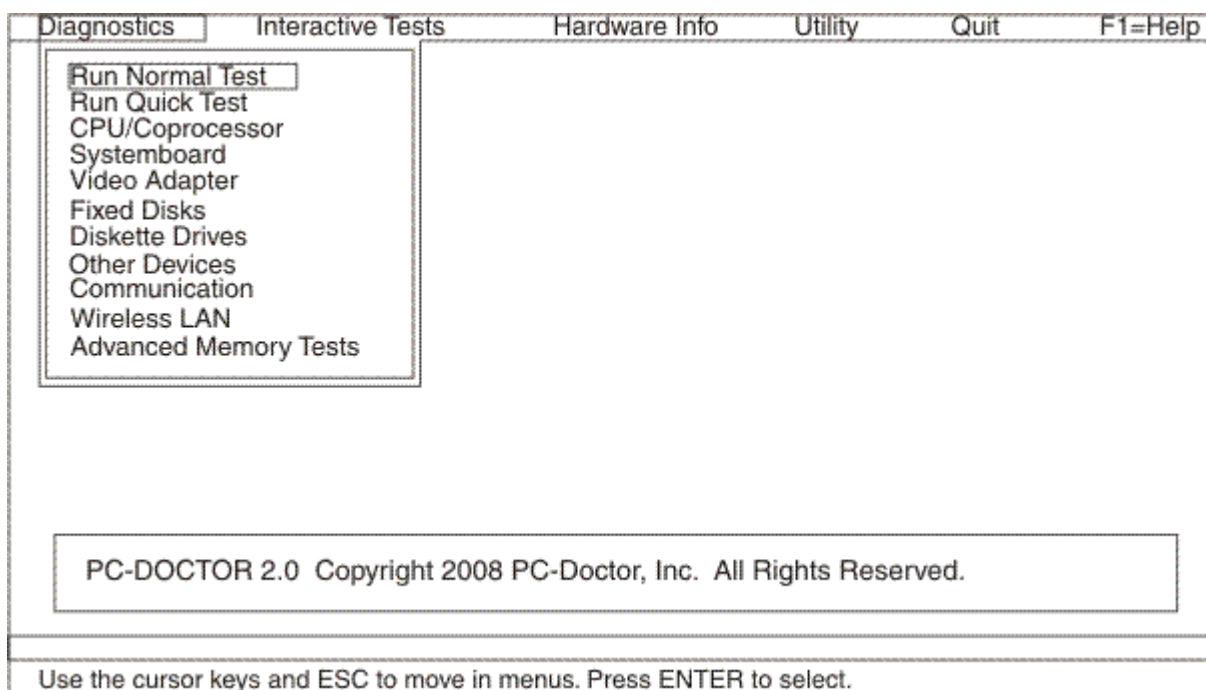 Diagnostics Interactive Tests Hardware Info Utility Quit F1=Help
Run Normal Test
Run Quick Test
CPU/Coprocessor
Systemboard
Video Adapter
Fixed Disks
Diskette Drives
Other Devices
Communication
Wireless LAN
Advanced Memory Tests
PC-DOCTOR 2.0 Copyright 2008 PC-Doctor, Inc. All Rights Reserved.
Use the cursor keys and ESC to move in menus. Press ENTER to select.